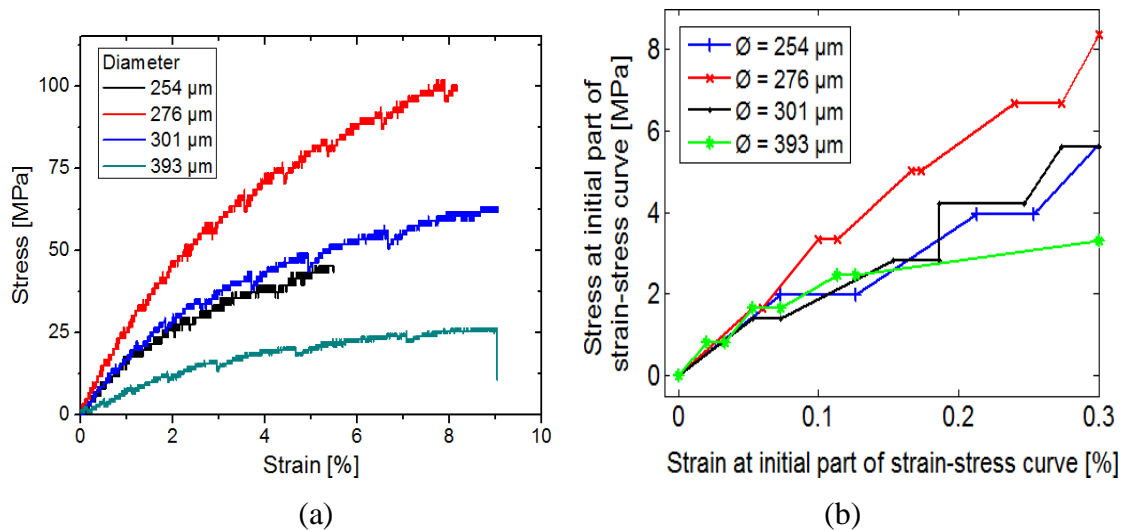 Diameter
254 µm
276 µm
301 µm
393 µm
Stress [MPa]
100
75
50
25
0
0
2
4
6
8
10
Strain [%]
(a)
Ø = 254 µm
Ø = 276 µm
Ø = 301 µm
Ø = 393 µm
Stress at initial part of
strain-stress curve [MPa]
8
6
4
2
0
0
0.1
0.2
0.3
Strain at initial part of strain-stress curve [%]
(b)